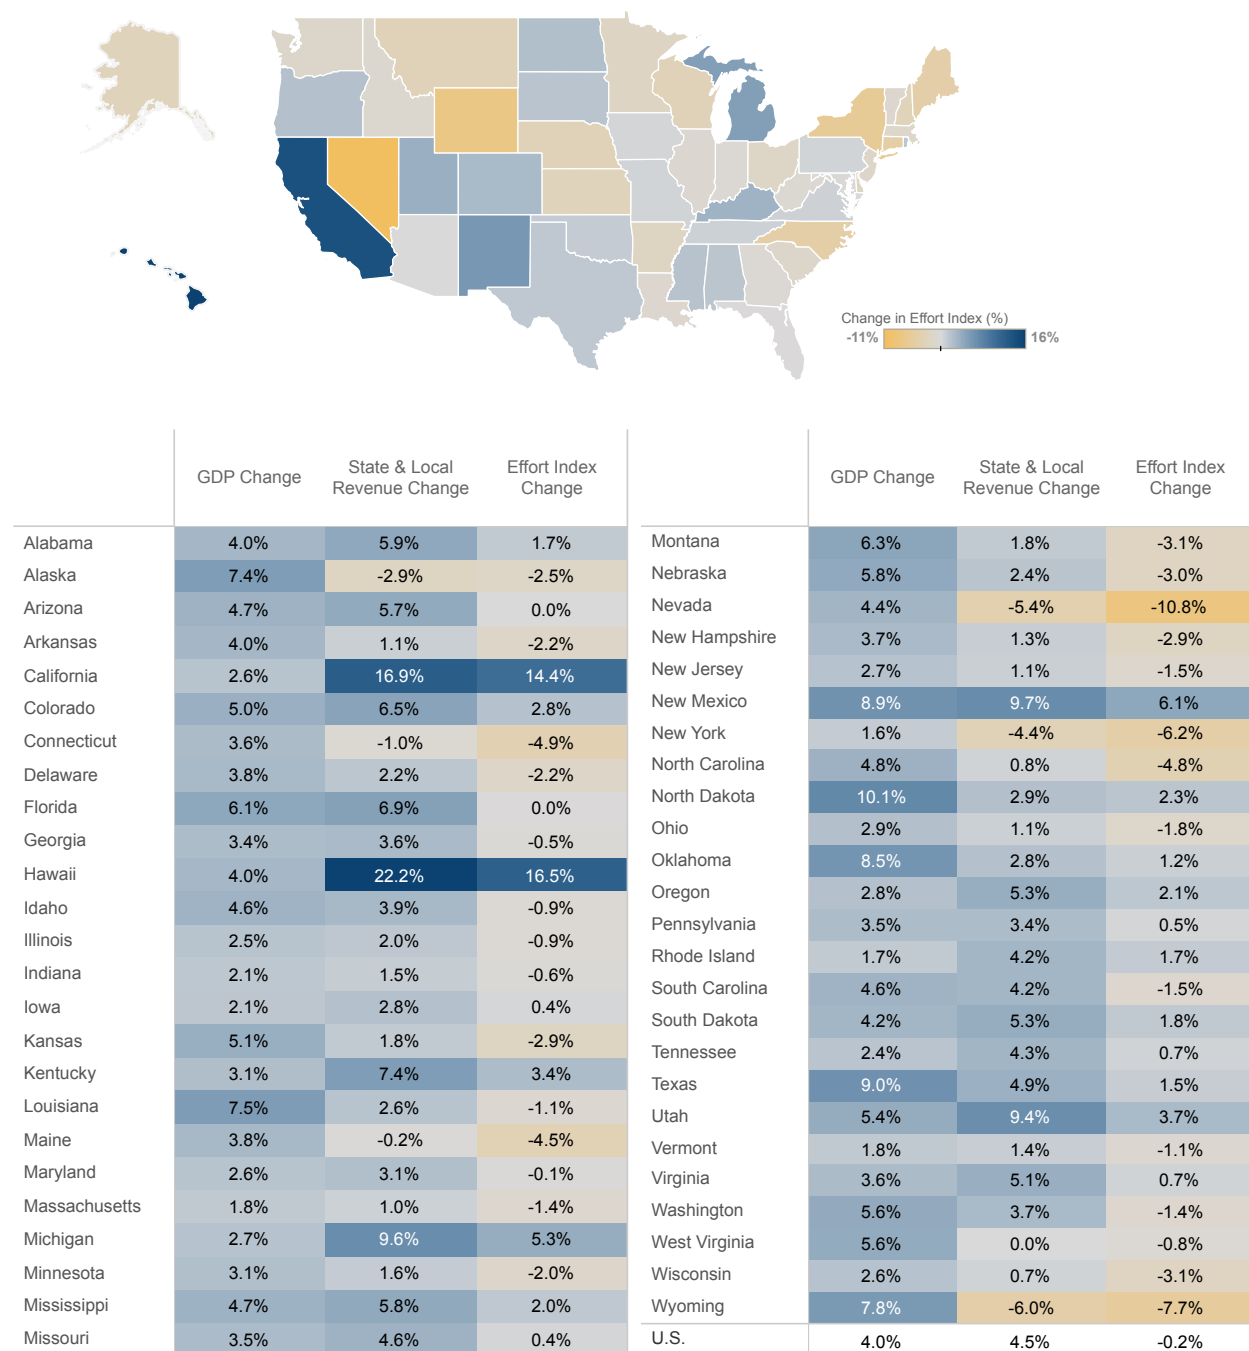 Change in Effort Index (%)
-11% 16%
GDP Change State & Local Revenue Change Effort Index Change
Alabama 4.0% 5.9% 1.7%
Alaska 7.4% -2.9% -2.5%
Arizona 4.7% 5.7% 0.0%
Arkansas 4.0% 1.1% -2.2%
California 2.6% 16.9% 14.4%
Colorado 5.0% 6.5% 2.8%
Connecticut 3.6% -1.0% -4.9%
Delaware 3.8% 2.2% -2.2%
Florida 6.1% 6.9% 0.0%
Georgia 3.4% 3.6% -0.5%
Hawaii 4.0% 22.2% 16.5%
Idaho 4.6% 3.9% -0.9%
Illinois 2.5% 2.0% -0.9%
Indiana 2.1% 1.5% -0.6%
Iowa 2.1% 2.8% 0.4%
Kansas 5.1% 1.8% -2.9%
Kentucky 3.1% 7.4% 3.4%
Louisiana 7.5% 2.6% -1.1%
Maine 3.8% -0.2% -4.5%
Maryland 2.6% 3.1% -0.1%
Massachusetts 1.8% 1.0% -1.4%
Michigan 2.7% 9.6% 5.3%
Minnesota 3.1% 1.6% -2.0%
Mississippi 4.7% 5.8% 2.0%
Missouri 3.5% 4.6% 0.4%
GDP Change State & Local Revenue Change Effort Index Change
Montana 6.3% 1.8% -3.1%
Nebraska 5.8% 2.4% -3.0%
Nevada 4.4% -5.4% -10.8%
New Hampshire 3.7% 1.3% -2.9%
New Jersey 2.7% 1.1% -1.5%
New Mexico 8.9% 9.7% 6.1%
New York 1.6% -4.4% -6.2%
North Carolina 4.8% 0.8% -4.8%
North Dakota 10.1% 2.9% 2.3%
Ohio 2.9% 1.1% -1.8%
Oklahoma 8.5% 2.8% 1.2%
Oregon 2.8% 5.3% 2.1%
Pennsylvania 3.5% 3.4% 0.5%
Rhode Island 1.7% 4.2% 1.7%
South Carolina 4.6% 4.2% -1.5%
South Dakota 4.2% 5.3% 1.8%
Tennessee 2.4% 4.3% 0.7%
Texas 9.0% 4.9% 1.5%
Utah 5.4% 9.4% 3.7%
Vermont 1.8% 1.4% -1.1%
Virginia 3.6% 5.1% 0.7%
Washington 5.6% 3.7% -1.4%
West Virginia 5.6% 0.0% -0.8%
Wisconsin 2.6% 0.7% -3.1%
Wyoming 7.8% -6.0% -7.7%
U.S. 4.0% 4.5% -0.2%